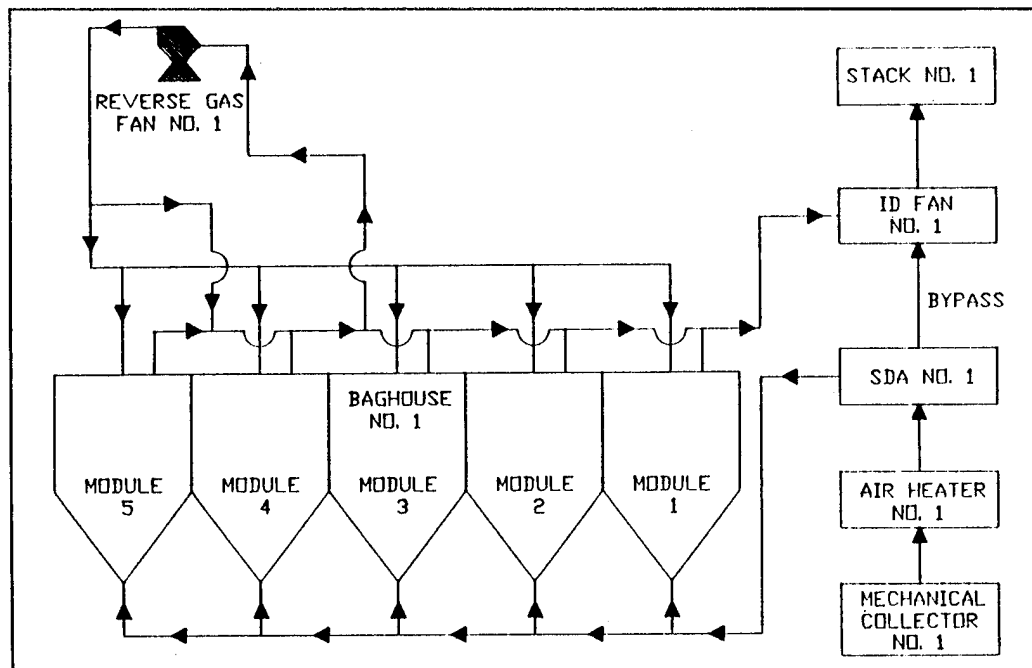 REVERSE GAS
FAN NO. 1
STACK NO. 1
ID FAN
NO. 1
BYPASS
SDA NO. 1
BAGHOUSE
NO. 1
MODULE
5
MODULE
4
MODULE
3
MODULE
2
MODULE
1
AIR HEATER
NO. 1
MECHANICAL
COLLECTOR
NO. 1